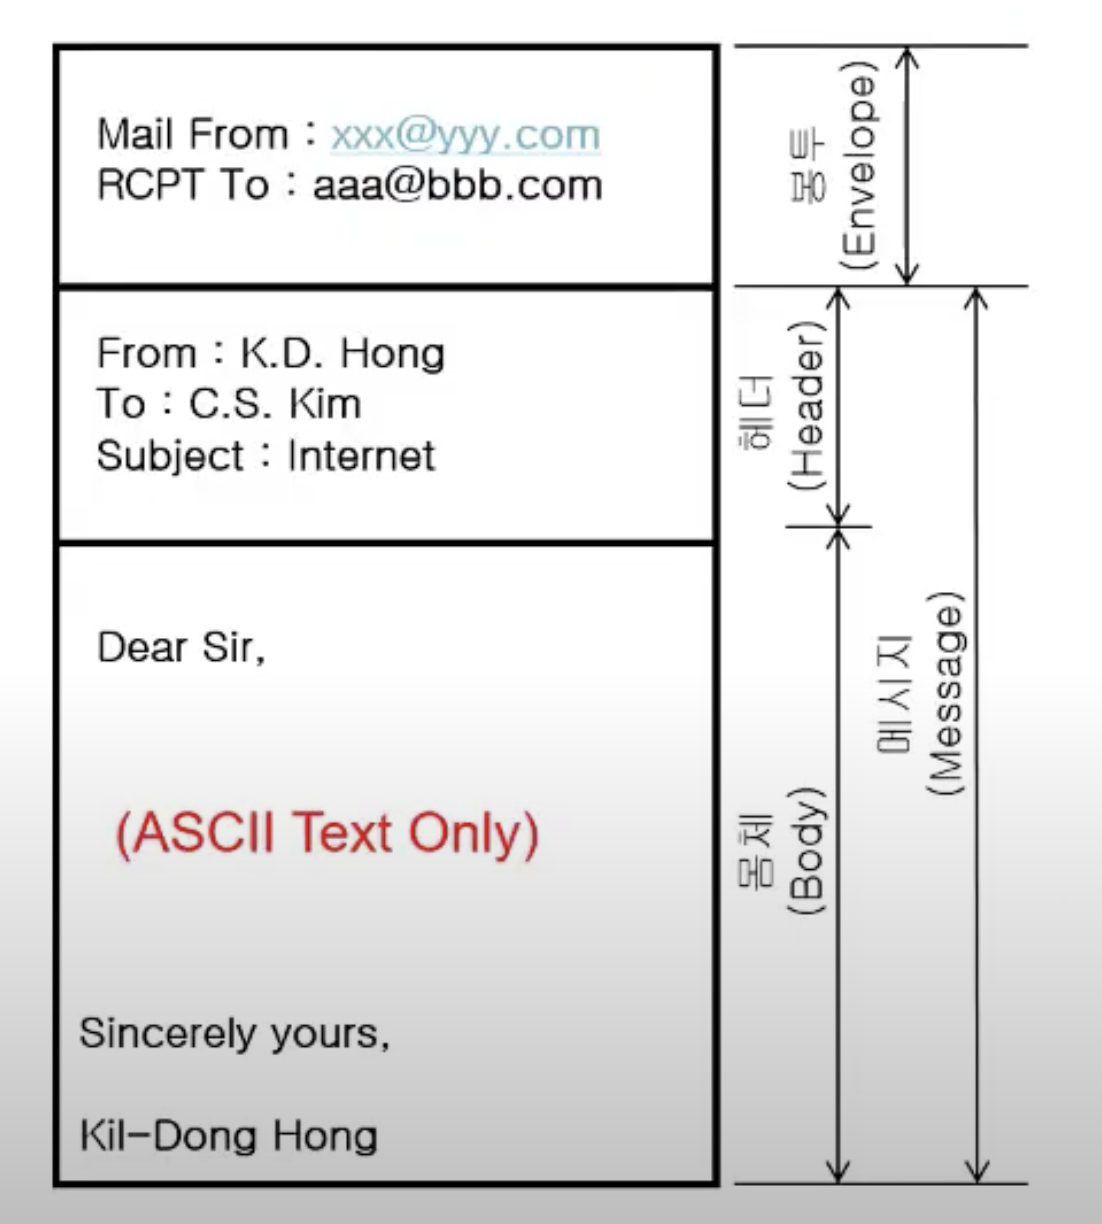 Mail From : xxx@yyy.com
RCPT To : aaa@bbb.com
봉투
(Envelope)
From : K.D. Hong
To : C.S. Kim
Subject : Internet
헤더
(Header)
Dear Sir,
(ASCII Text Only)
Sincerely yours,
Kil-Dong Hong
몸체
(Body)
메시지
(Message)